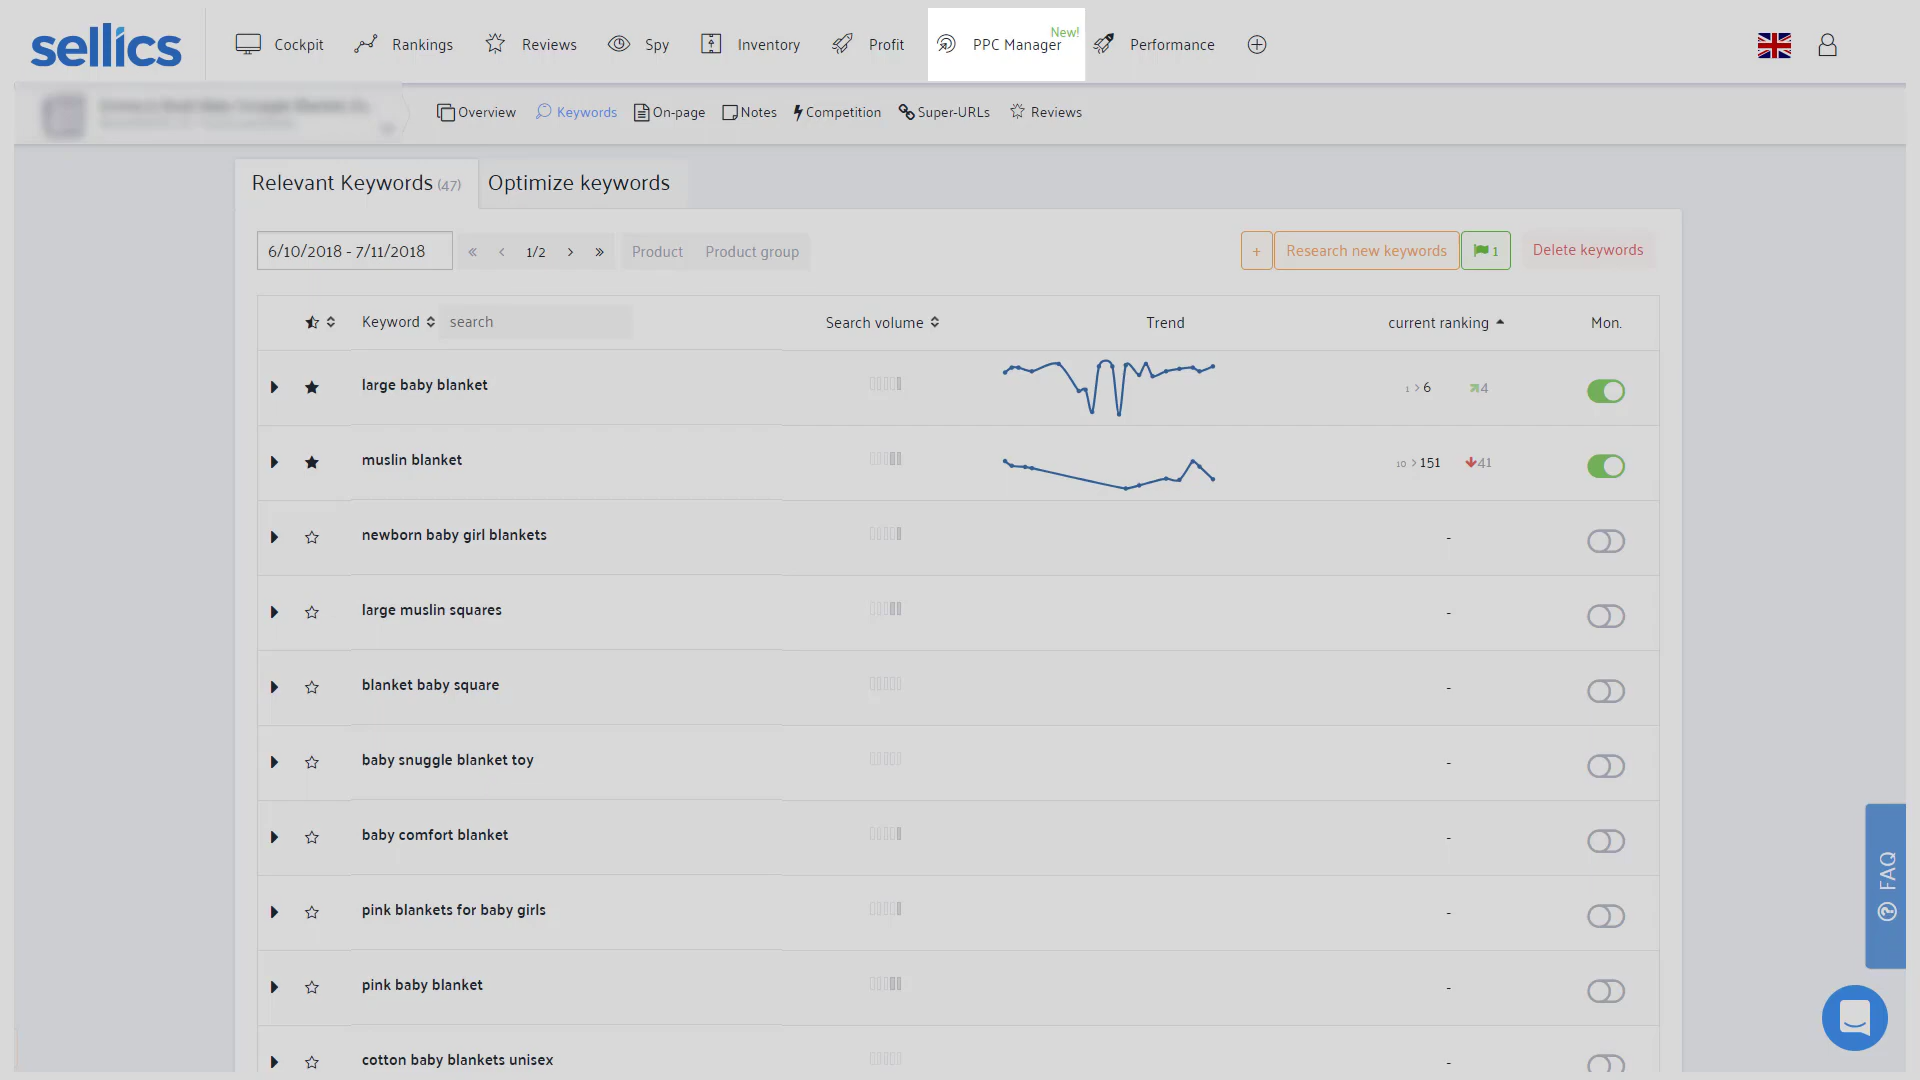 sellics
Cockpit Rankings Reviews Spy Inventory Profit PPC Manager New! Performance
Overview Keywords On-page Notes Competition Super-URLs Reviews
Relevant Keywords (47) Optimize keywords
6/10/2018 - 7/11/2018 « ‹ 1/2 › » Product Product group + Research new keywords 1 Delete keywords
Keyword search Search volume Trend current ranking Mon.
large baby blanket 1 > 6 4
muslin blanket 10 > 151 41
newborn baby girl blankets -
large muslin squares -
blanket baby square -
baby snuggle blanket toy -
baby comfort blanket -
pink blankets for baby girls -
pink baby blanket -
cotton baby blankets unisex -
FAQ